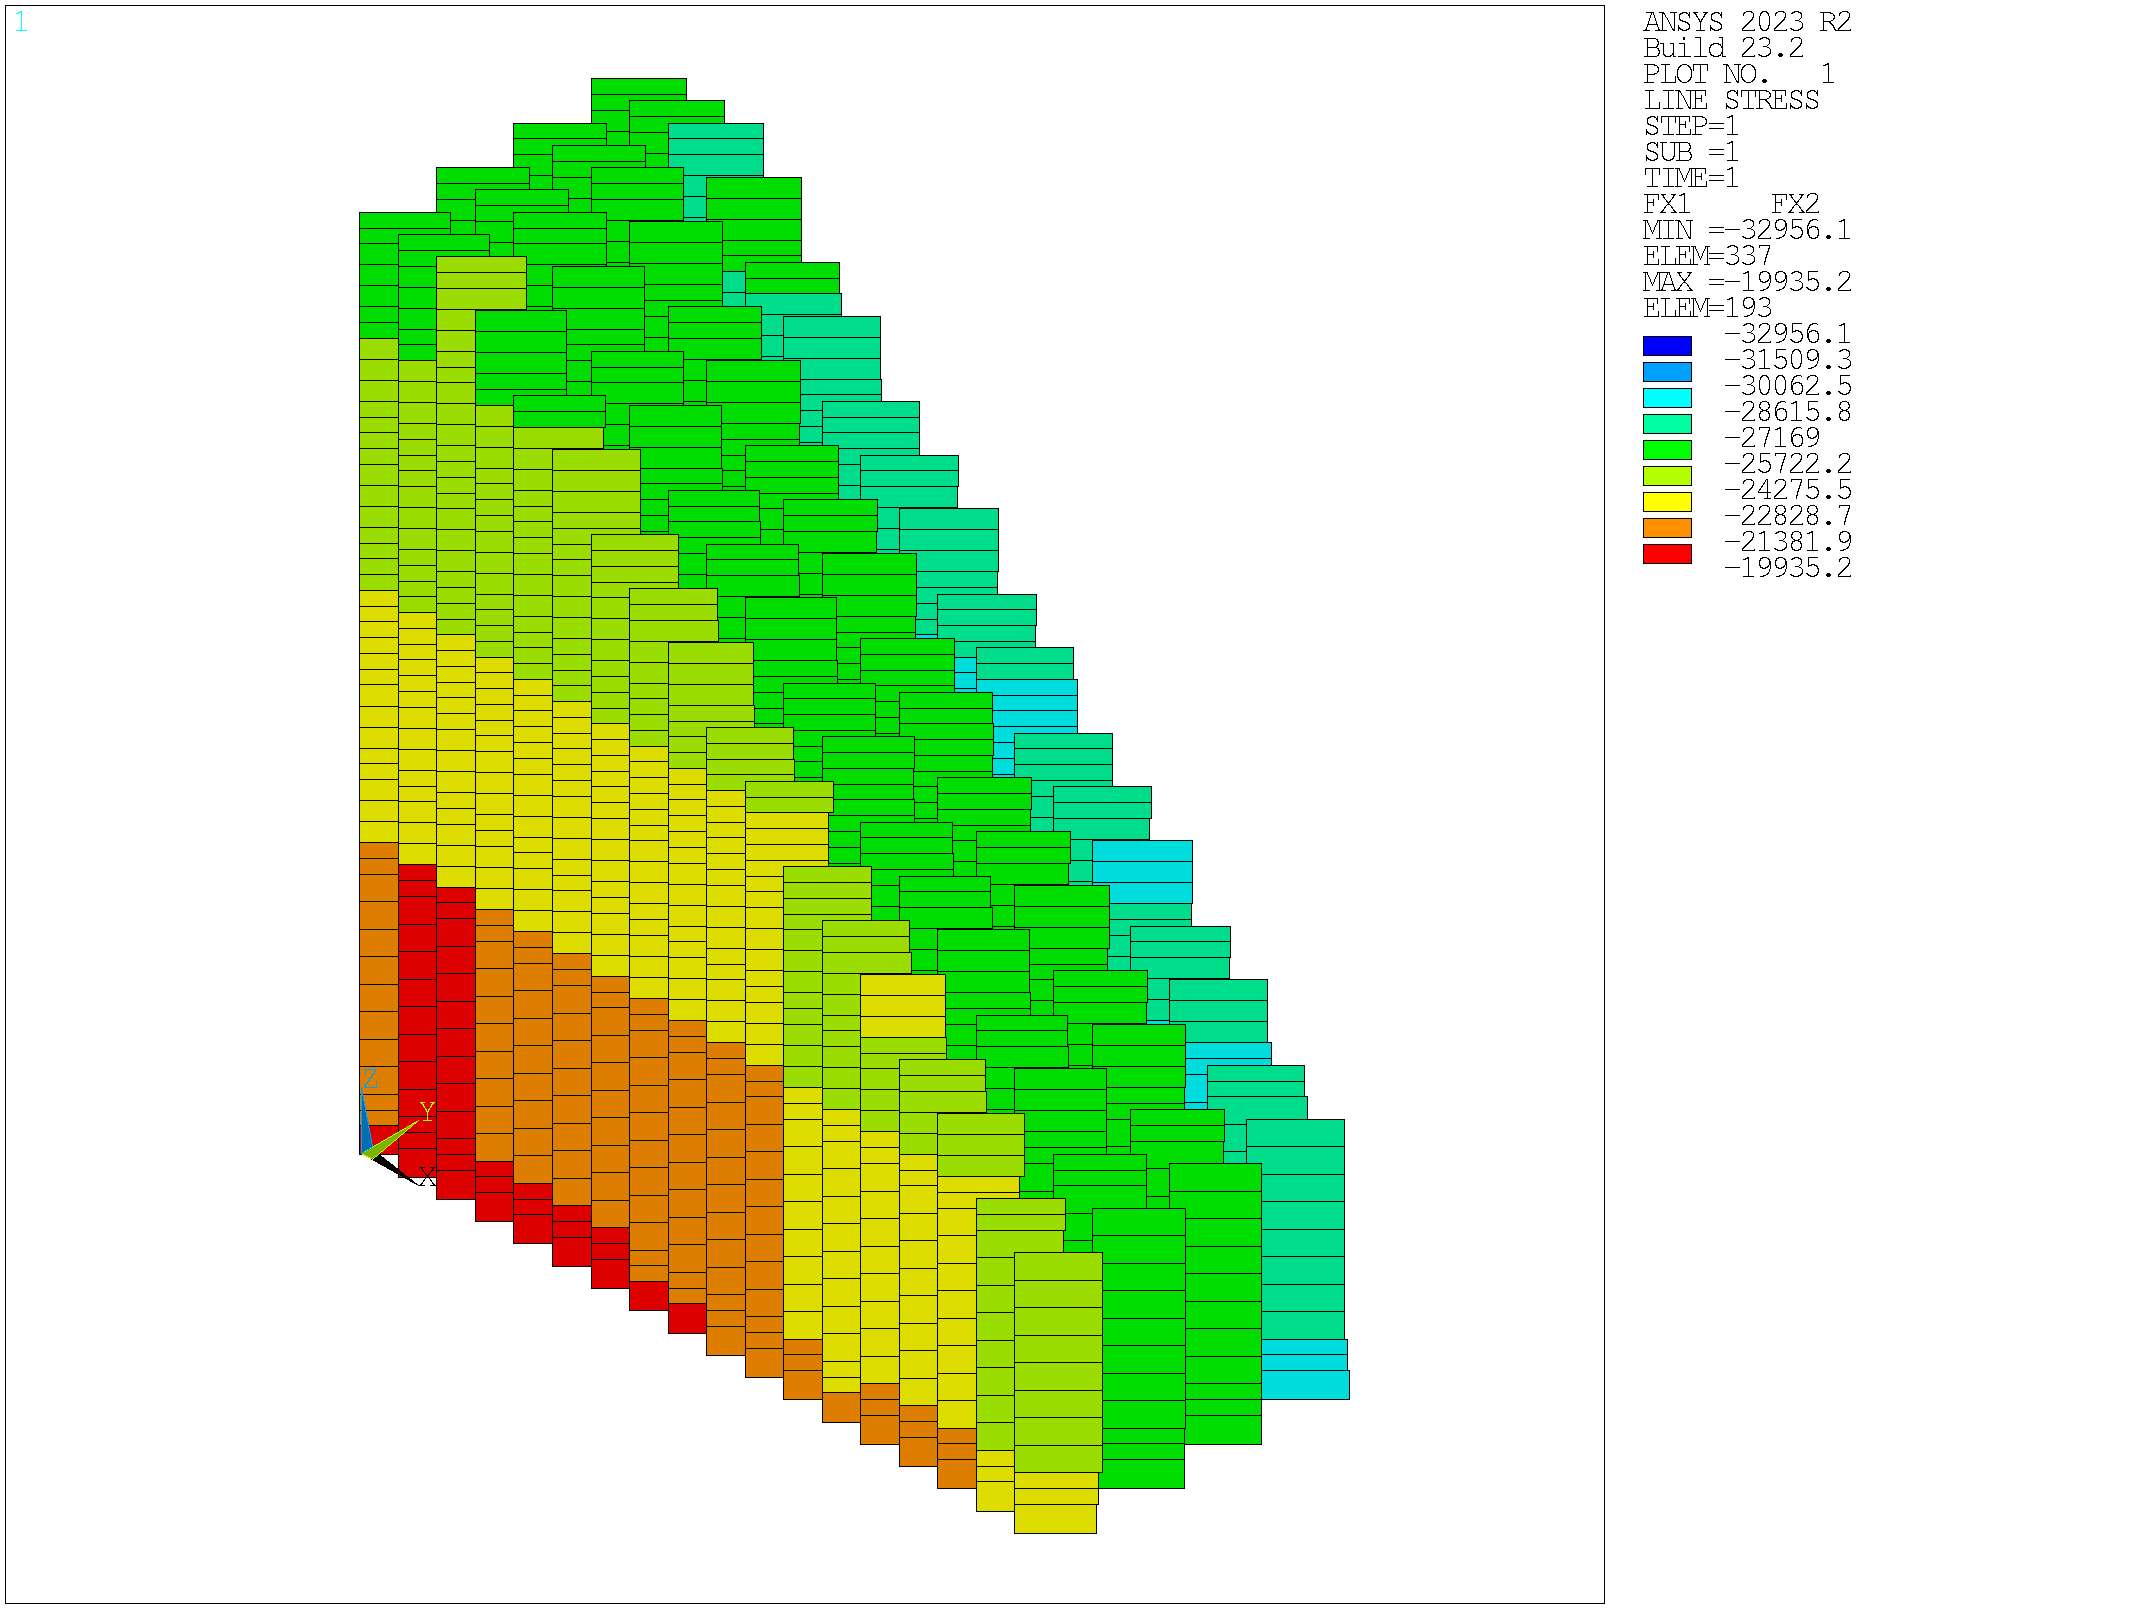 1
ANSYS 2023 R2
Build 23.2
PLOT NO. 1
LINE STRESS
STEP=1
SUB =1
TIME=1
FX1 FX2
MIN =-32956.1
ELEM=337
MAX =-19935.2
ELEM=193
-32956.1
-31509.3
-30062.5
-28615.8
-27169
-25722.2
-24275.5
-22828.7
-21381.9
-19935.2
Z
Y
X